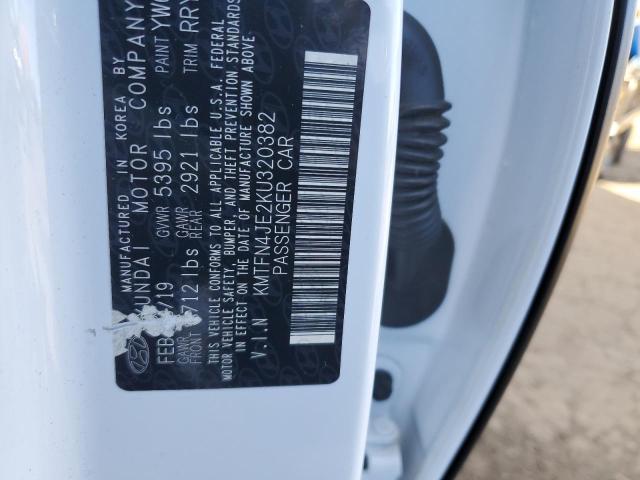 MANUFACTURED IN KOREA BY
HYUNDAI MOTOR COMPANY
FEB /19 GVWR 5395 lbs PAINT
GAWR FRONT 712 lbs GAWR REAR 2921 lbs TRIM RRY
THIS VEHICLE CONFORMS TO ALL APPLICABLE U.S.A. FEDERAL
MOTOR VEHICLE SAFETY, BUMPER, AND THEFT PREVENTION STANDARDS
IN EFFECT ON THE DATE OF MANUFACTURE SHOWN ABOVE.
V.I.N KMTFN4JE2KU320382
PASSENGER CAR